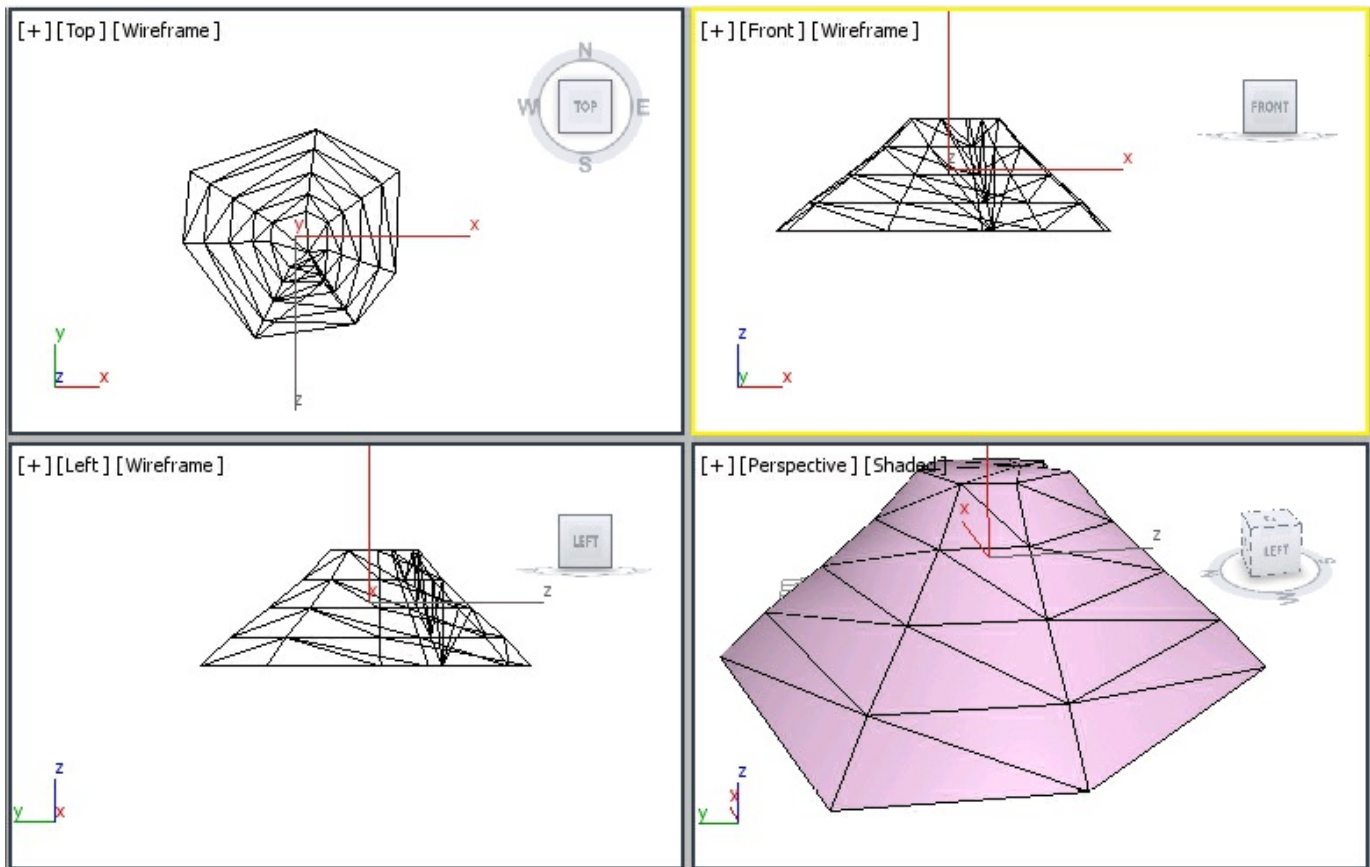 [+][Top][Wireframe]
N
W TOP E
S
y x
z
y
z x
[+][Front][Wireframe]
FRONT
z x
z
y x
[+][Left][Wireframe]
LEFT
x z
z
y x
[+][Perspective][Shaded]
x
z
LEFT
z
x
y